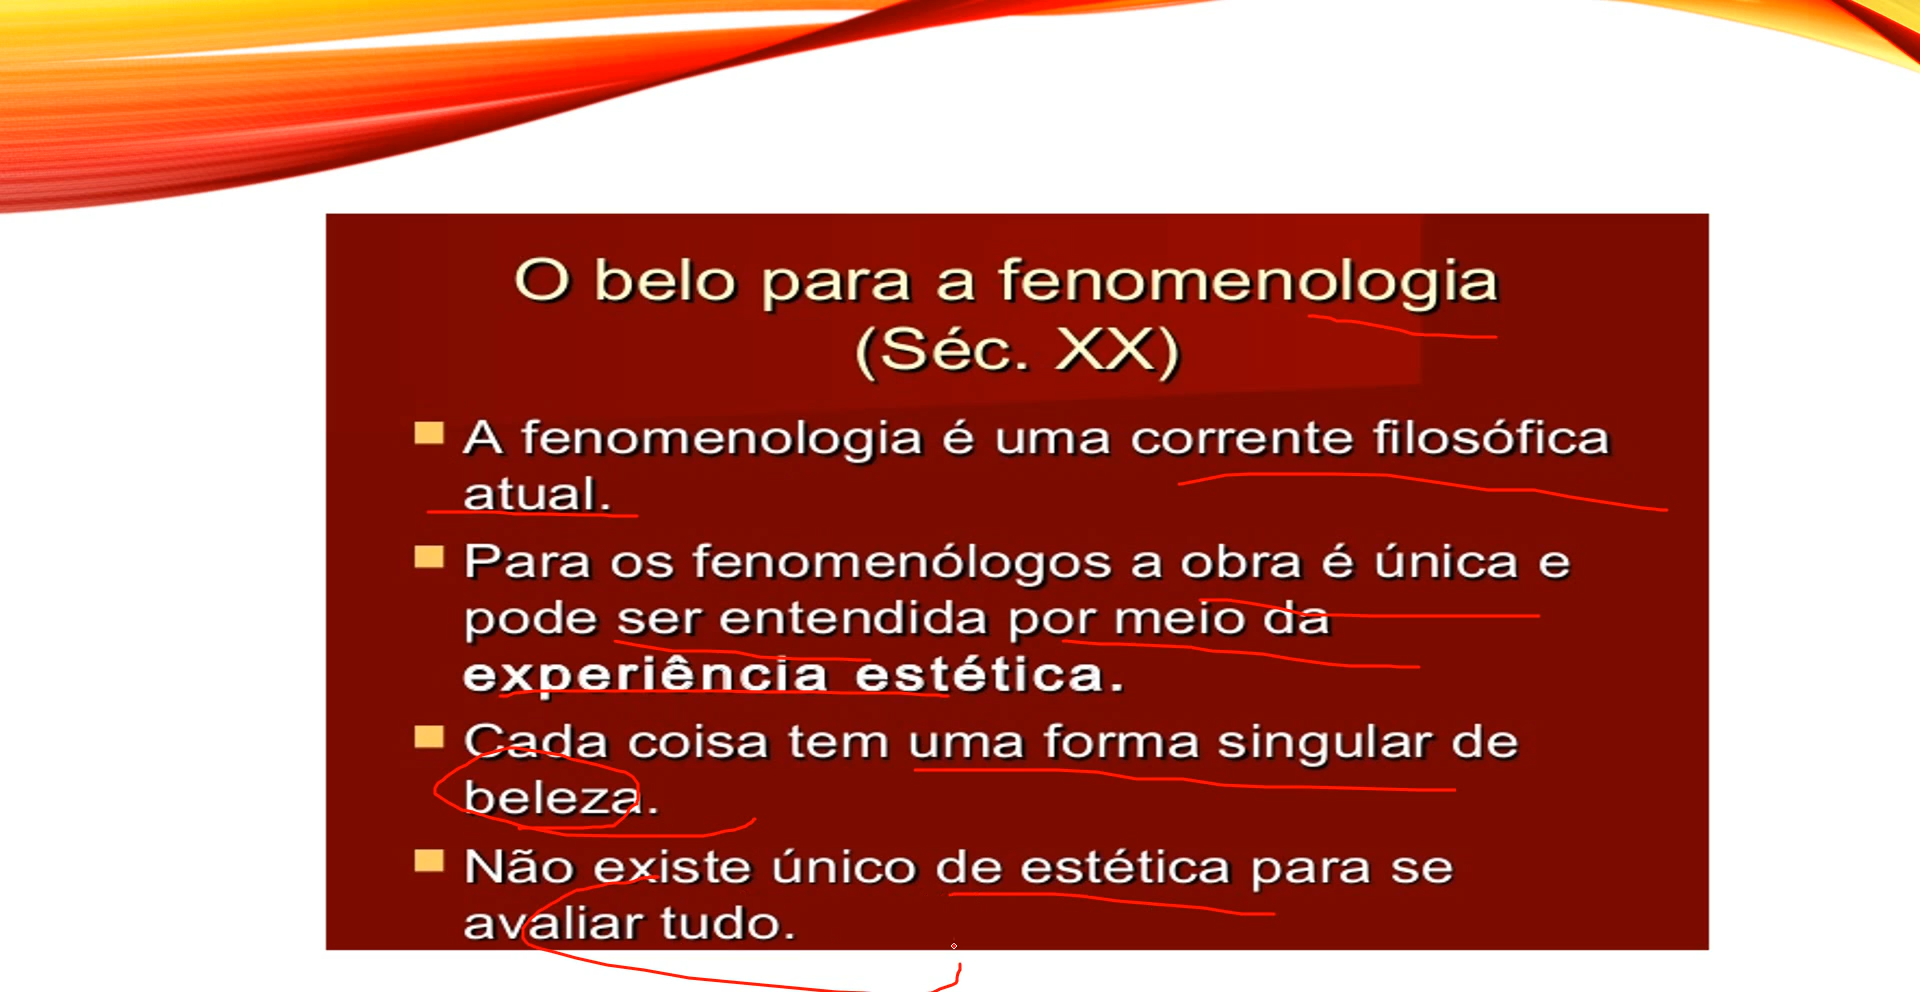 O belo para a fenomenologia
(Séc. XX)
A fenomenologia é uma corrente filosófica
atual.
Para os fenomenólogos a obra é única e
pode ser entendida por meio da
experiência estética.
Cada coisa tem uma forma singular de
beleza.
Não existe único de estética para se
avaliar tudo.